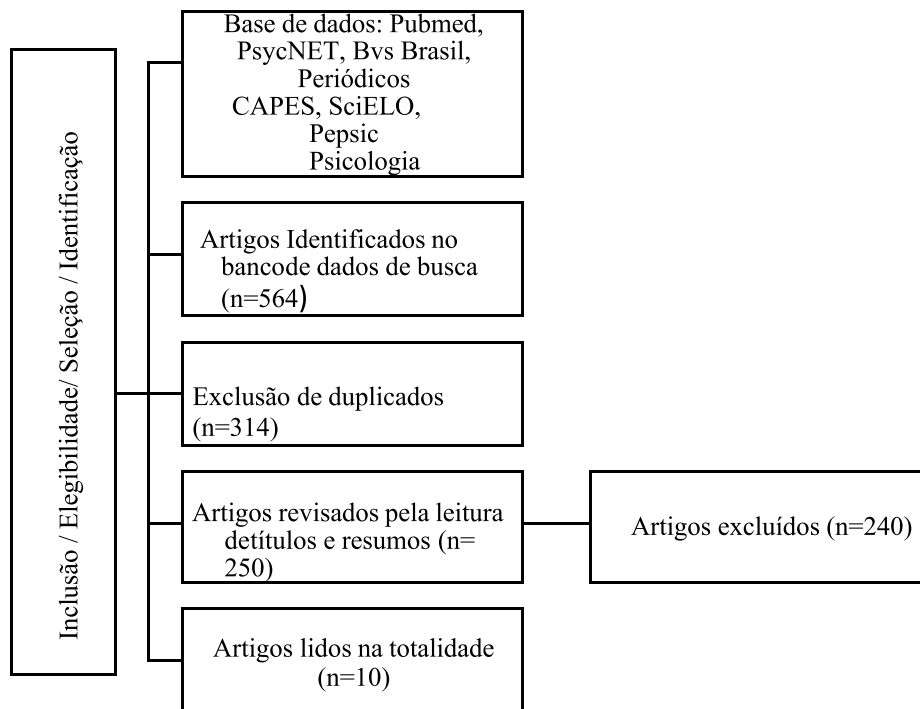 Inclusão / Elegibilidade/ Seleção / Identificação
Base de dados: Pubmed,
PsycNET, Bvs Brasil,
Periódicos
CAPES, SciELO,
Pepsic
Psicologia
Artigos Identificados no
bancode dados de busca
(n=564)
Exclusão de duplicados
(n=314)
Artigos revisados pela leitura
detítulos e resumos (n=
250)
Artigos excluídos (n=240)
Artigos lidos na totalidade
(n=10)